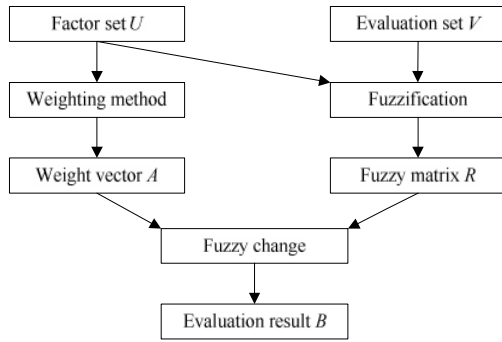 Factor set U
Evaluation set V
Weighting method
Fuzzification
Weight vector A
Fuzzy matrix R
Fuzzy change
Evaluation result B